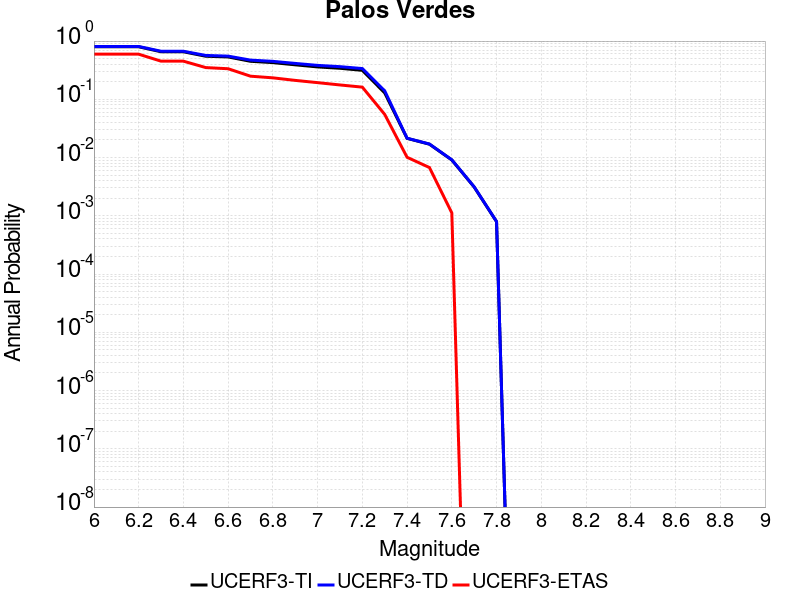 Palos Verdes
10^0
10^-1
10^-2
10^-3
10^-4
10^-5
10^-6
10^-7
10^-8
Annual Probability
6 6.2 6.4 6.6 6.8 7 7.2 7.4 7.6 7.8 8 8.2 8.4 8.6 8.8 9
Magnitude
UCERF3-TI UCERF3-TD UCERF3-ETAS